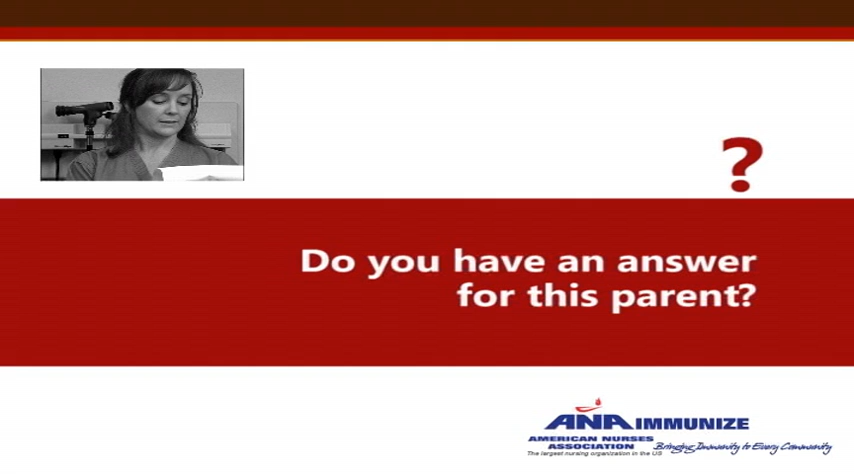 ?
Do you have an answer
for this parent?
ANA IMMUNIZE
AMERICAN NURSES
ASSOCIATION
Bringing Immunity to Every Community
The largest nursing organization in the US